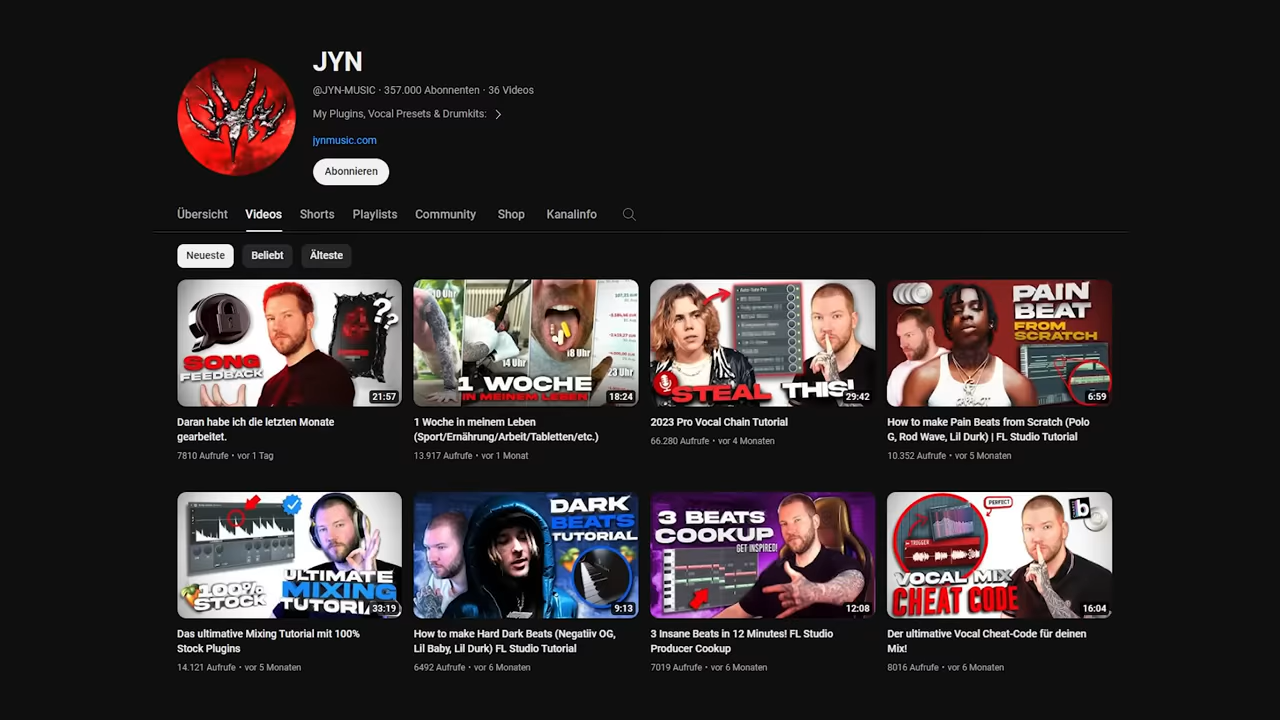 JYN
@JYN-MUSIC · 357.000 Abonnenten · 36 Videos
My Plugins, Vocal Presets & Drumkits:
jynmusic.com
Abonnieren
Übersicht Videos Shorts Playlists Community Shop Kanalinfo
Neueste Beliebt Älteste
??
SONG
FEEDBACK
21:57
10 Uhr
14 Uhr
18 Uhr
23 Uhr
1 WOCHE
IN MEINEM LEBEN
18:24
STEAL THIS!
29:42
PAIN
BEAT
FROM
SCRATCH
6:59
Daran habe ich die letzten Monate
gearbeitet.
7810 Aufrufe • vor 1 Tag
1 Woche in meinem Leben
(Sport/Ernährung/Arbeit/Tabletten/etc.)
13.917 Aufrufe • vor 1 Monat
2023 Pro Vocal Chain Tutorial
66.280 Aufrufe • vor 4 Monaten
How to make Pain Beats from Scratch (Polo
G, Rod Wave, Lil Durk) | FL Studio Tutorial
10.352 Aufrufe • vor 5 Monaten
100%
STOCK
ULTIMATE
MIXING
TUTORIAL
33:19
DARK
BEATS
TUTORIAL
9:13
3 BEATS
COOKUP
GET INSPIRED!
12:08
PERFECT
b
TRIGGER
VOCAL MIX
CHEAT CODE
16:04
Das ultimative Mixing Tutorial mit 100%
Stock Plugins
14.121 Aufrufe • vor 5 Monaten
How to make Hard Dark Beats (Negatiiv OG,
Lil Baby, Lil Durk) FL Studio Tutorial
6492 Aufrufe • vor 6 Monaten
3 Insane Beats in 12 Minutes! FL Studio
Producer Cookup
7019 Aufrufe • vor 6 Monaten
Der ultimative Vocal Cheat-Code für deinen
Mix!
8016 Aufrufe • vor 6 Monaten